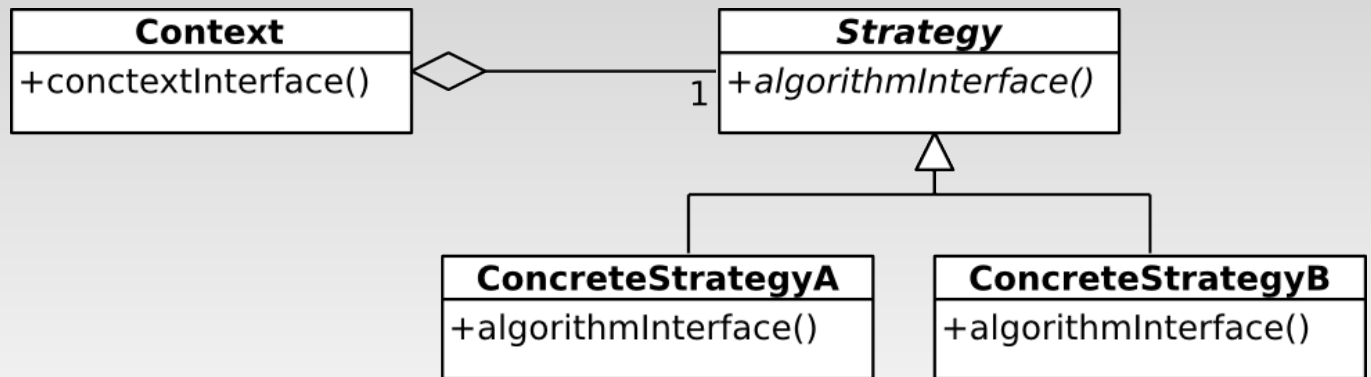 Context
+conctextInterface()
1
Strategy
+algorithmInterface()
ConcreteStrategyA
+algorithmInterface()
ConcreteStrategyB
+algorithmInterface()